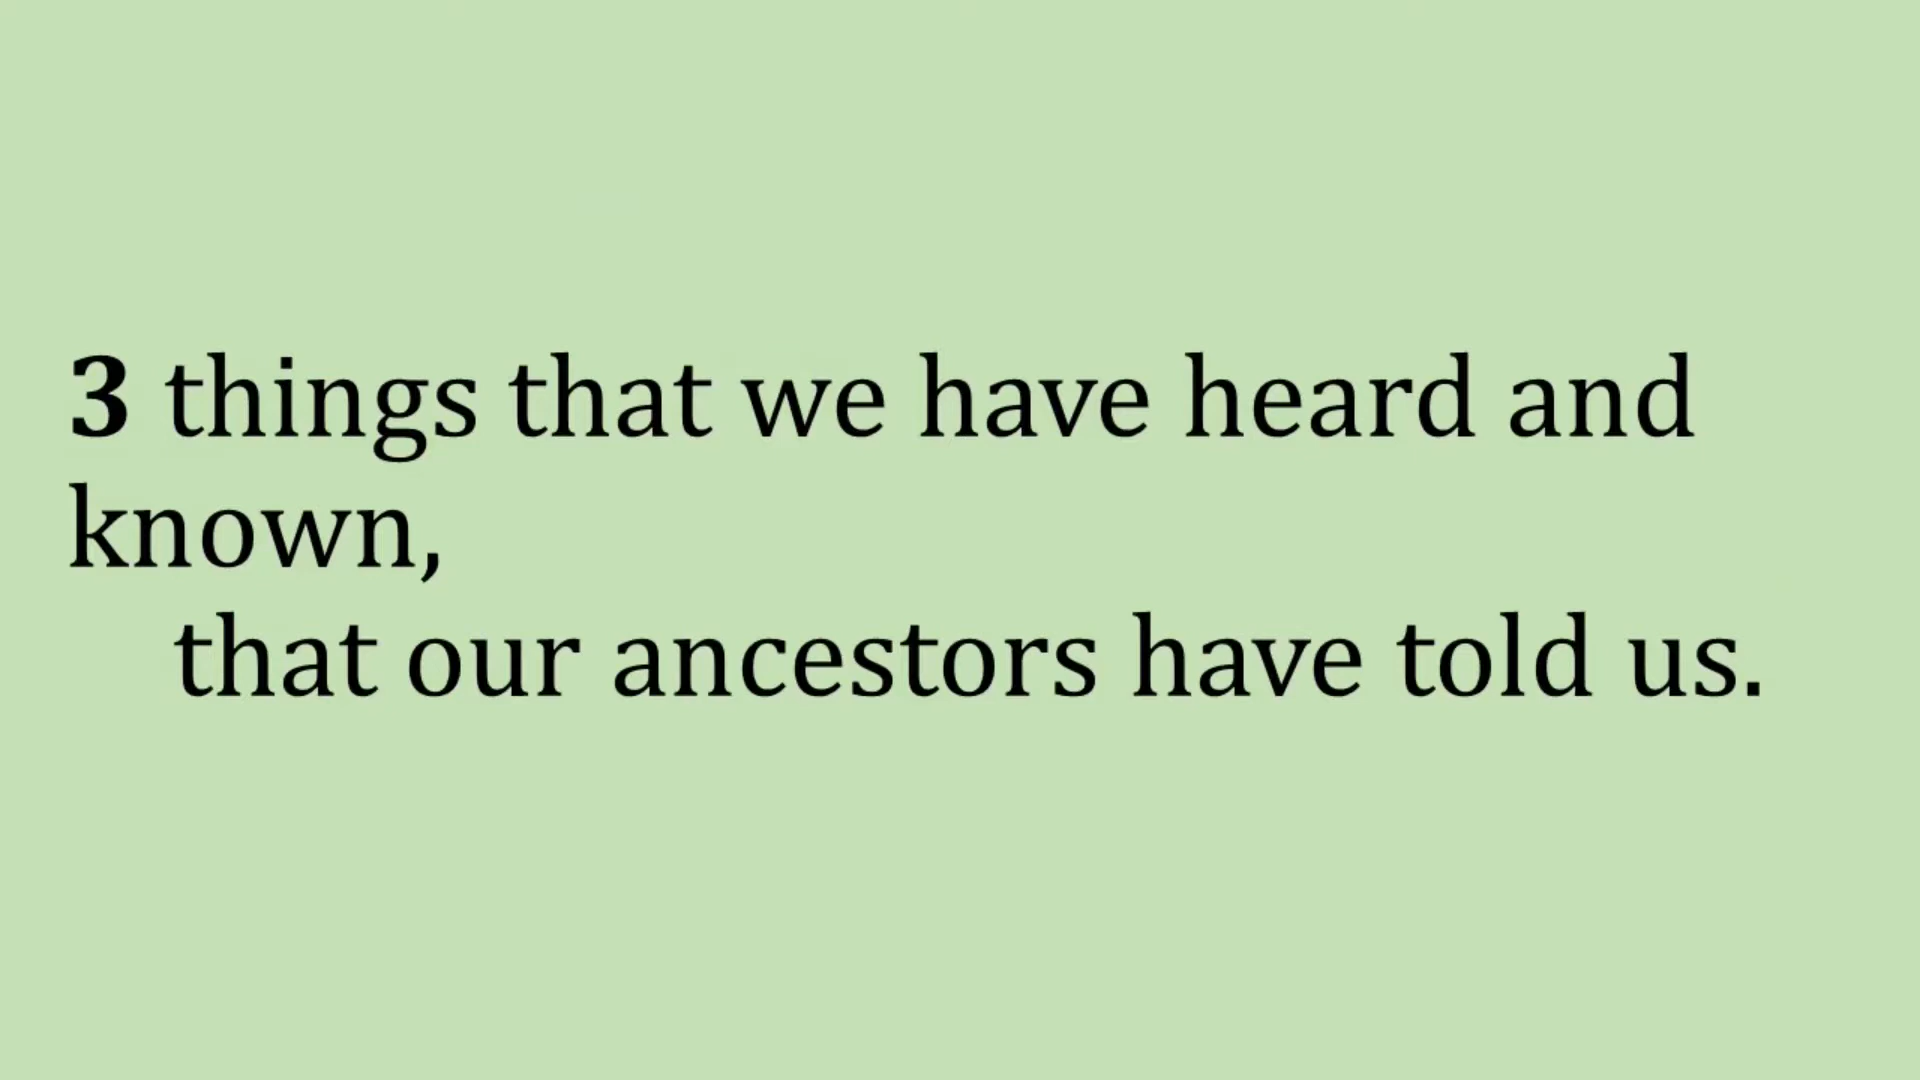 3 things that we have heard and
known,
that our ancestors have told us.